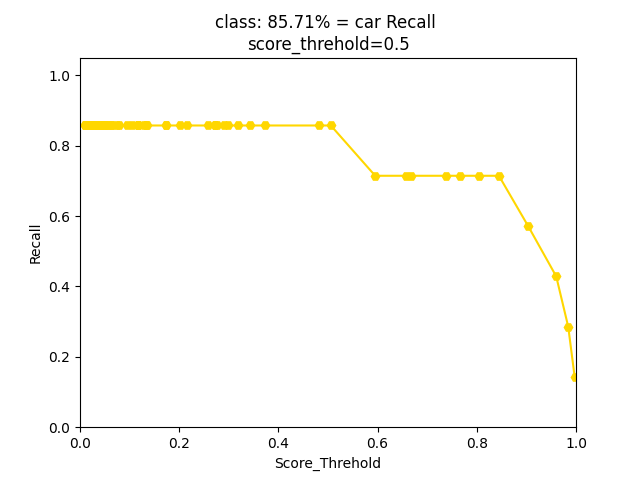 class: 85.71% = car Recall
score_threhold=0.5
1.0
0.8
0.6
0.4
0.2
0.0
Recall
0.0 0.2 0.4 0.6 0.8 1.0
Score_Threhold